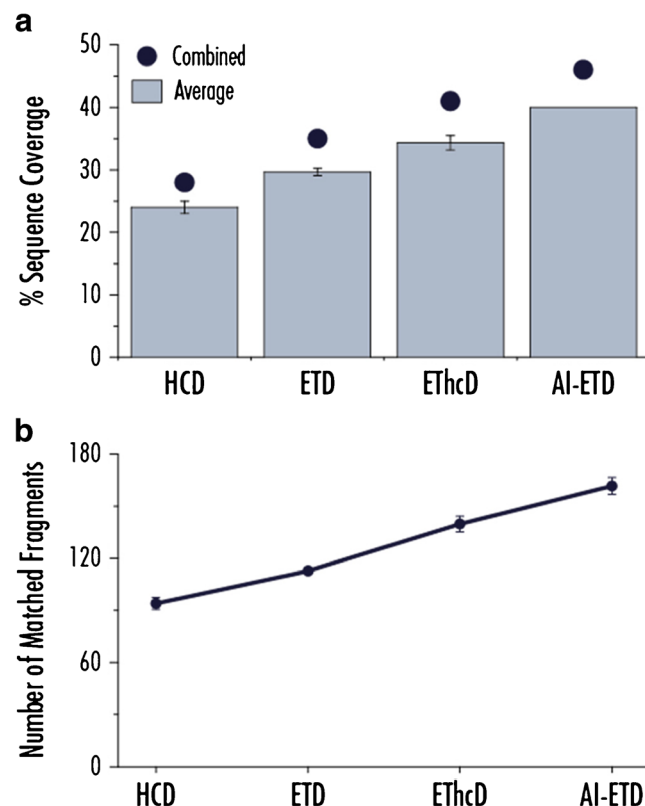 a
50
40
30
20
10
0
% Sequence Coverage
Combined
Average
HCD ETD EThcD AI-ETD
b
180
120
60
0
Number of Matched Fragments
HCD ETD EThcD AI-ETD